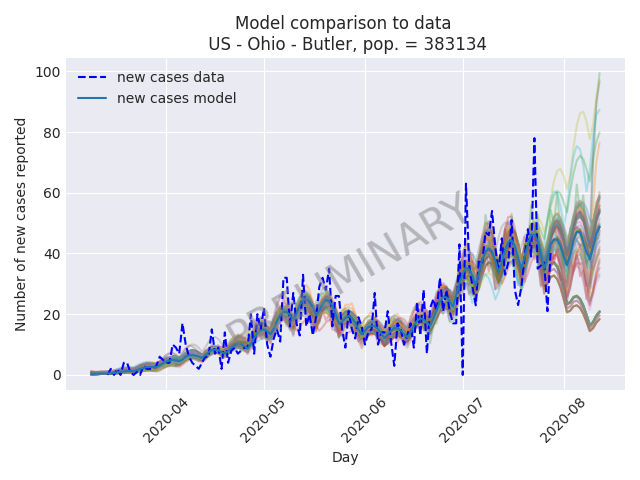 Model comparison to data
US - Ohio - Butler, pop. = 383134
new cases data
new cases model
PRELIMINARY
Number of new cases reported
100
80
60
40
20
0
2020-04
2020-05
2020-06
2020-07
2020-08
Day